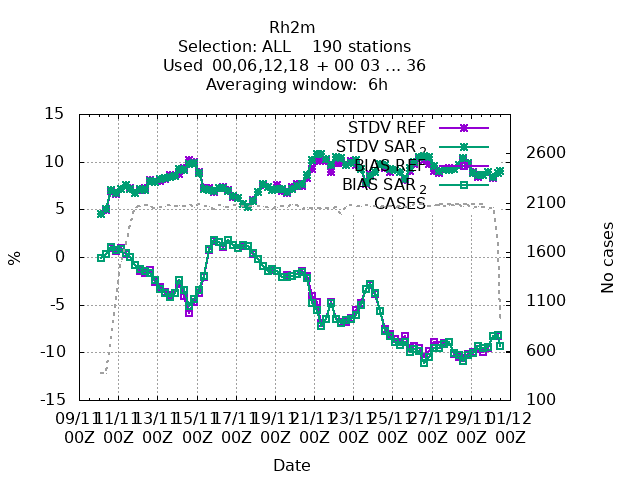 Rh2m
Selection: ALL    190 stations
Used  00,06,12,18  + 00 03 ... 36
Averaging window:  6h
15
10
5
0
-5
-10
-15
%
STDV REF
STDV SAR 2
BIAS REF
BIAS SAR 2
CASES
2600
2100
1600
1100
600
100
No cases
09/11 11/11 13/11 15/11 17/11 19/11 21/11 23/11 25/11 27/11 29/11 01/12
00Z 00Z 00Z 00Z 00Z 00Z 00Z 00Z 00Z 00Z 00Z 00Z
Date